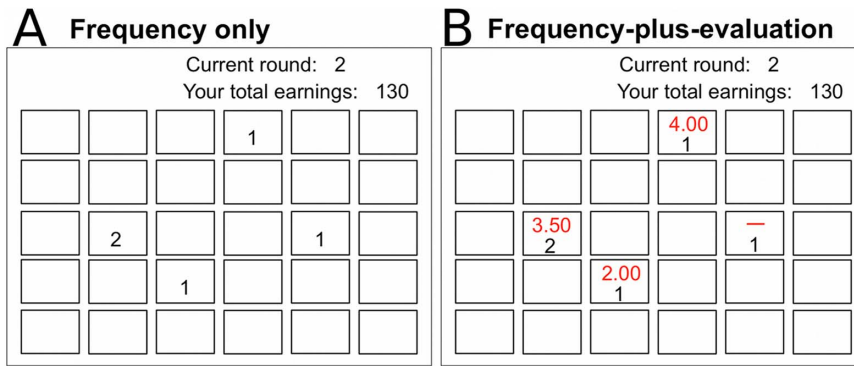 A Frequency only
Current round: 2
Your total earnings: 130
1
2 1
1
B Frequency-plus-evaluation
Current round: 2
Your total earnings: 130
4.00
1
3.50 —
2 1
2.00
1